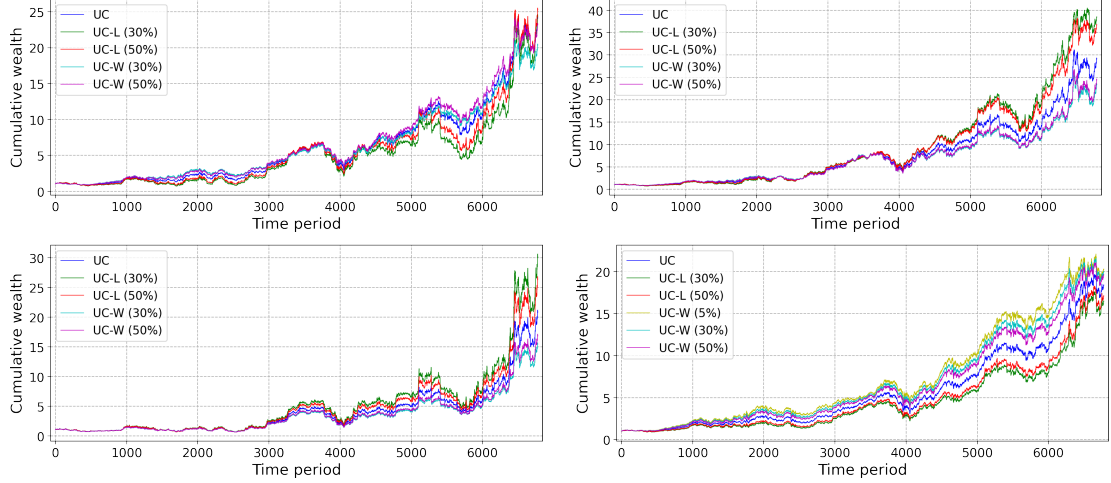 UC
UC-L (30%)
UC-L (50%)
UC-W (30%)
UC-W (50%)
Cumulative wealth
25
20
15
10
5
0
0 1000 2000 3000 4000 5000 6000
Time period
UC
UC-L (30%)
UC-L (50%)
UC-W (30%)
UC-W (50%)
Cumulative wealth
40
35
30
25
20
15
10
5
0
0 1000 2000 3000 4000 5000 6000
Time period
UC
UC-L (30%)
UC-L (50%)
UC-W (30%)
UC-W (50%)
Cumulative wealth
30
25
20
15
10
5
0
0 1000 2000 3000 4000 5000 6000
Time period
UC
UC-L (30%)
UC-L (50%)
UC-W (5%)
UC-W (30%)
UC-W (50%)
Cumulative wealth
20
15
10
5
0
0 1000 2000 3000 4000 5000 6000
Time period